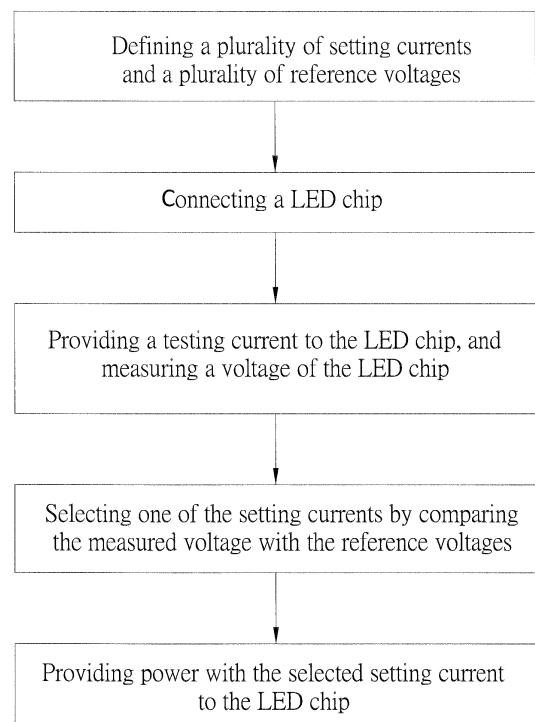 Defining a plurality of setting currents
and a plurality of reference voltages
Connecting a LED chip
Providing a testing current to the LED chip, and
measuring a voltage of the LED chip
Selecting one of the setting currents by comparing
the measured voltage with the reference voltages
Providing power with the selected setting current
to the LED chip